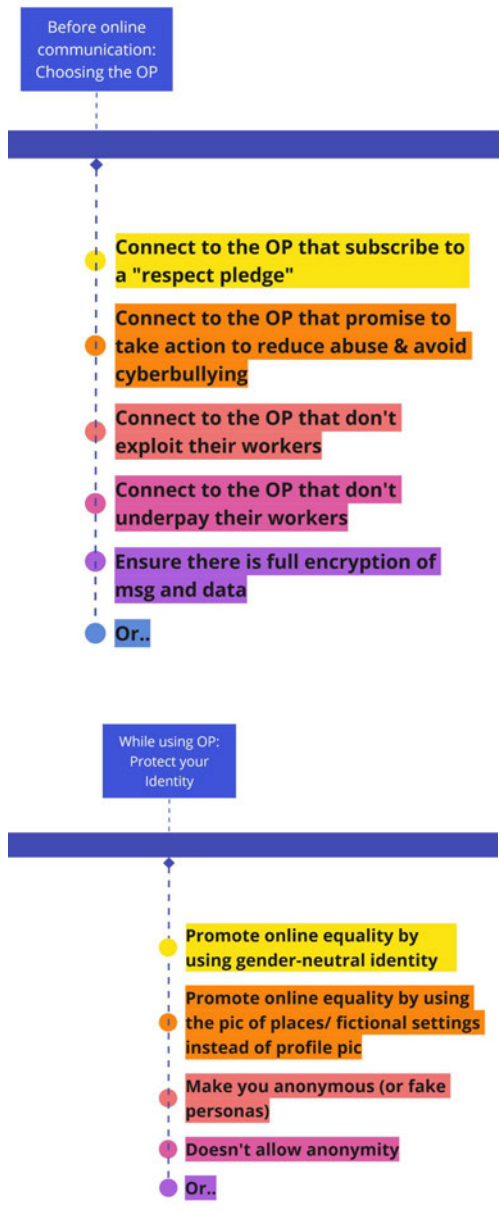 Before online
communication:
Choosing the OP
Connect to the OP that subscribe to
a "respect pledge"
Connect to the OP that promise to
take action to reduce abuse & avoid
cyberbullying
Connect to the OP that don't
exploit their workers
Connect to the OP that don't
underpay their workers
Ensure there is full encryption of
msg and data
Or..
While using OP:
Protect your
Identity
Promote online equality by
using gender-neutral identity
Promote online equality by using
the pic of places/ fictional settings
instead of profile pic
Make you anonymous (or fake
personas)
Doesn't allow anonymity
Or..